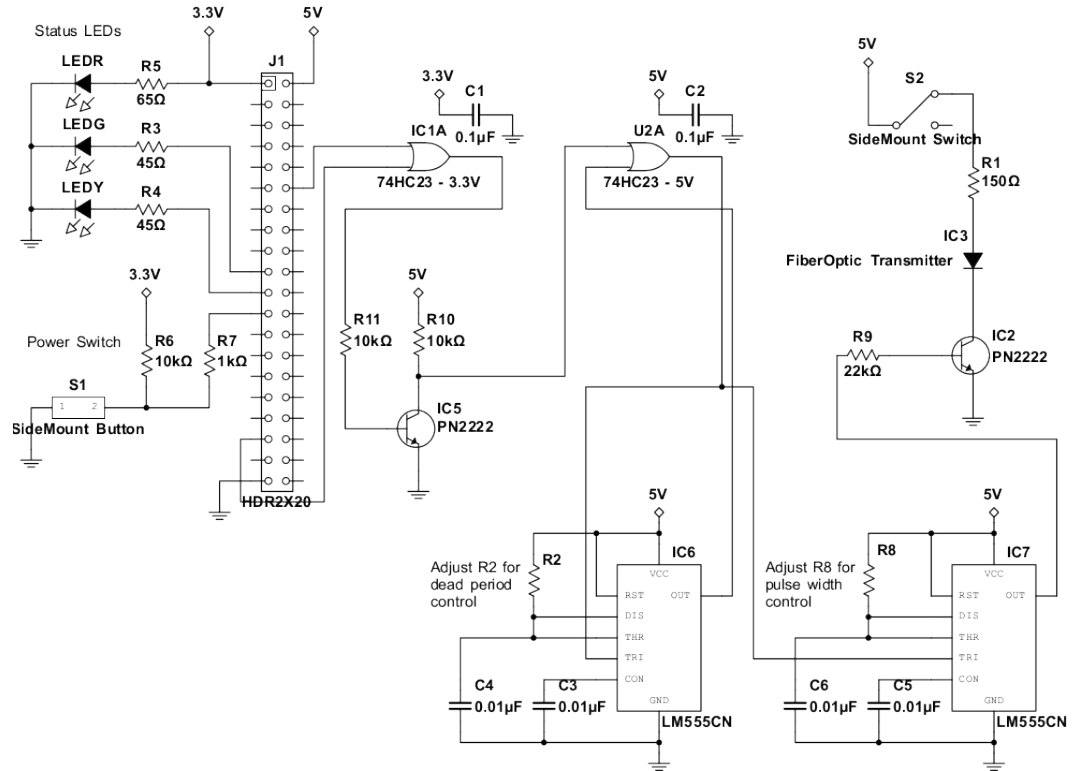 3.3V
5V
Status LEDs
LEDR
R5
65Ω
J1
LEDG
R3
45Ω
LEDY
R4
45Ω
3.3V
C1
0.1µF
IC1A
74HC23 - 3.3V
5V
C2
0.1µF
U2A
74HC23 - 5V
5V
S2
SideMount Switch
R1
150Ω
IC3
FiberOptic Transmitter
3.3V
Power Switch
R6
10kΩ
R7
1kΩ
S1
1 2
SideMount Button
HDR2X20
5V
R11
10kΩ
R10
10kΩ
IC5
PN2222
R9
22kΩ
IC2
PN2222
5V
R2
IC6
Adjust R2 for
dead period
control
VCC
RST
OUT
DIS
THR
TRI
CON
GND
C4
0.01µF
C3
0.01µF
LM555CN
5V
R8
IC7
Adjust R8 for
pulse width
control
VCC
RST
OUT
DIS
THR
TRI
CON
GND
C6
0.01µF
C5
0.01µF
LM555CN